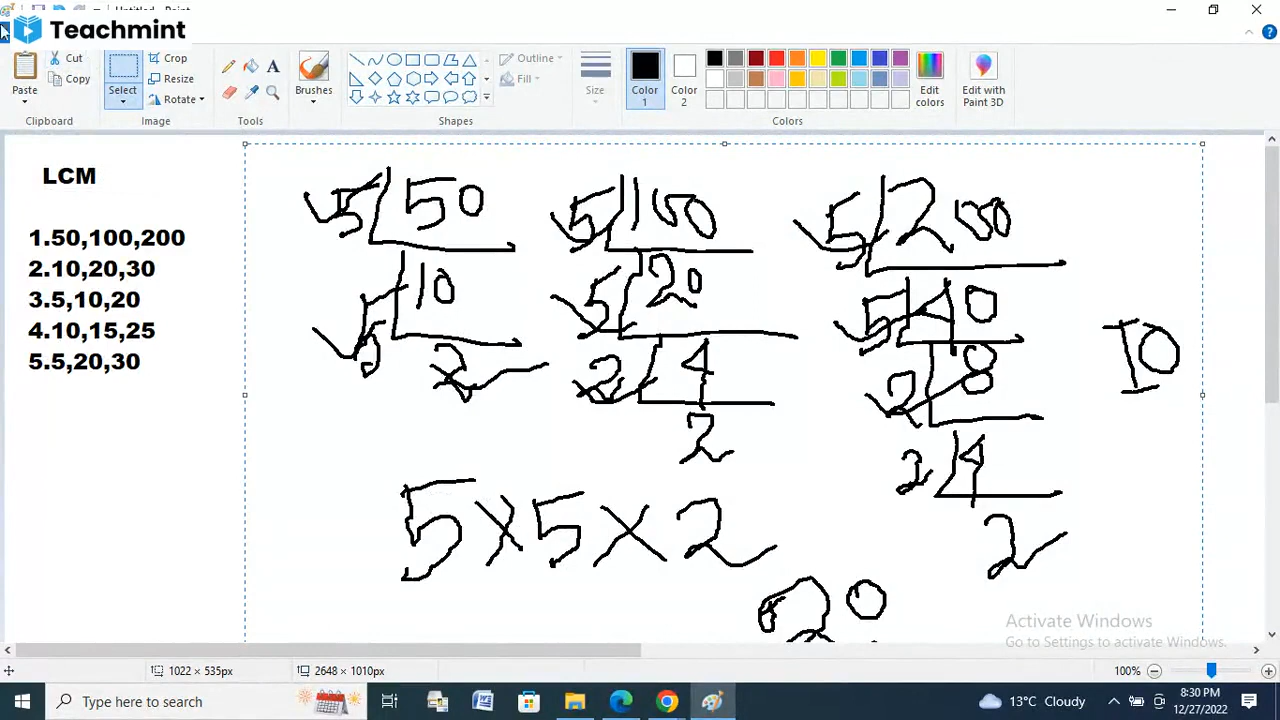 Untitled - Paint
Teachmint
Paste
Cut
Copy
Clipboard
Select
Crop
Resize
Rotate
Image
A
Tools
Brushes
Outline
Fill
Shapes
Size
Color 1
Color 2
Edit colors
Colors
Edit with Paint 3D
LCM
1.50,100,200
2.10,20,30
3.5,10,20
4.10,15,25
5.5,20,30
5 50 5 100 5 200
5 10 5 20 5 40
2 2 4 2 8
2 2 4
2
10
5×5×2
20
Activate Windows
Go to Settings to activate Windows.
1022 × 535px
2648 × 1010px
100%
Type here to search
13°C Cloudy
8:30 PM
12/27/2022